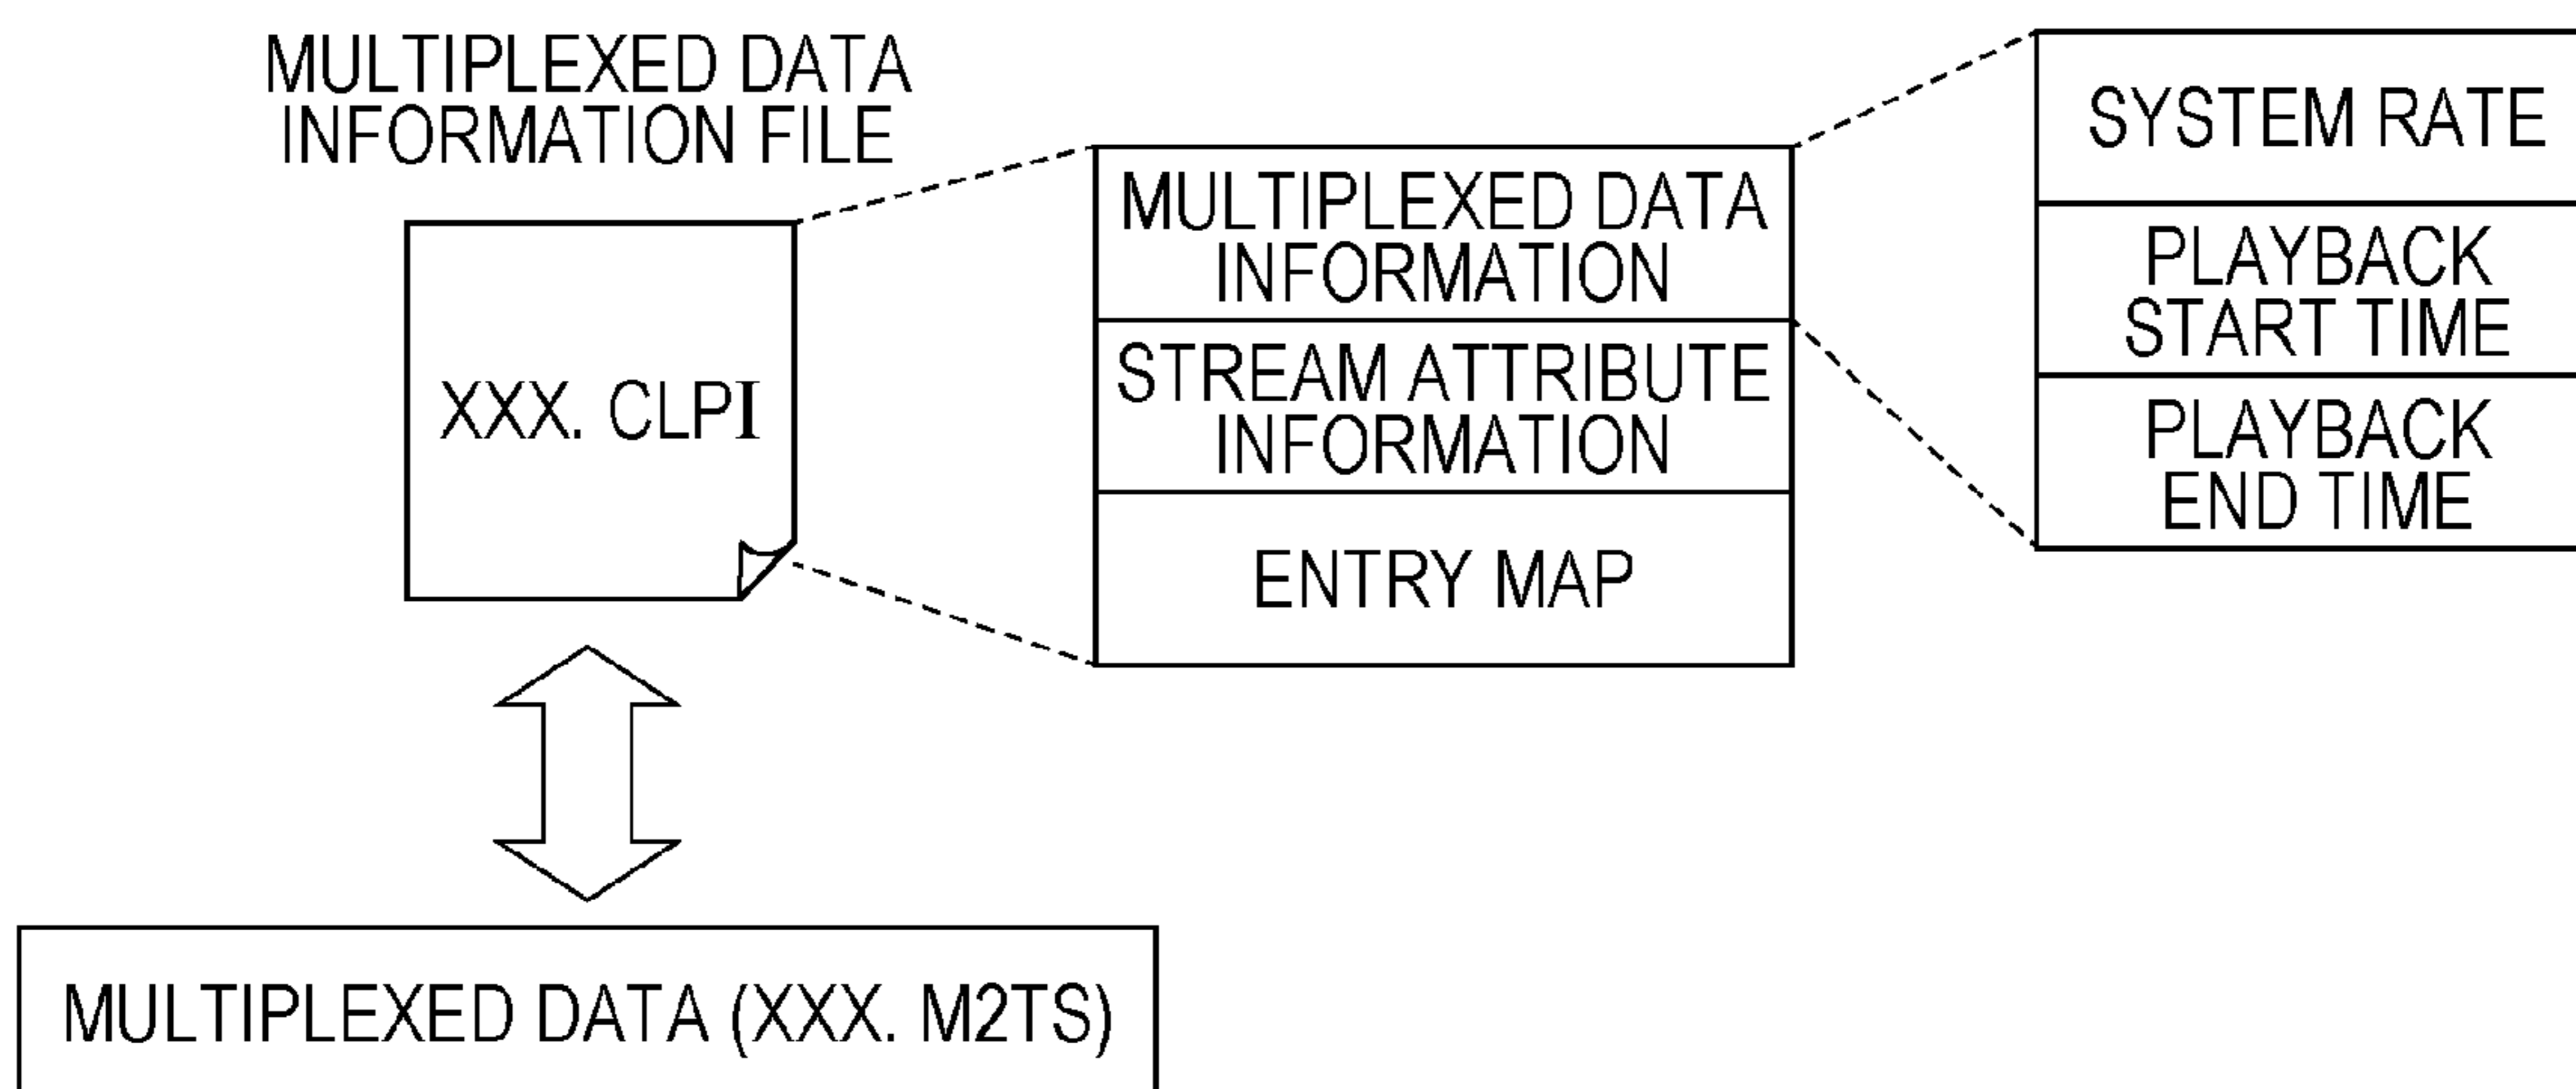 MULTIPLEXED DATA
INFORMATION FILE
XXX. CLPI
MULTIPLEXED DATA
INFORMATION
STREAM ATTRIBUTE
INFORMATION
ENTRY MAP
SYSTEM RATE
PLAYBACK
START TIME
PLAYBACK
END TIME
MULTIPLEXED DATA (XXX. M2TS)